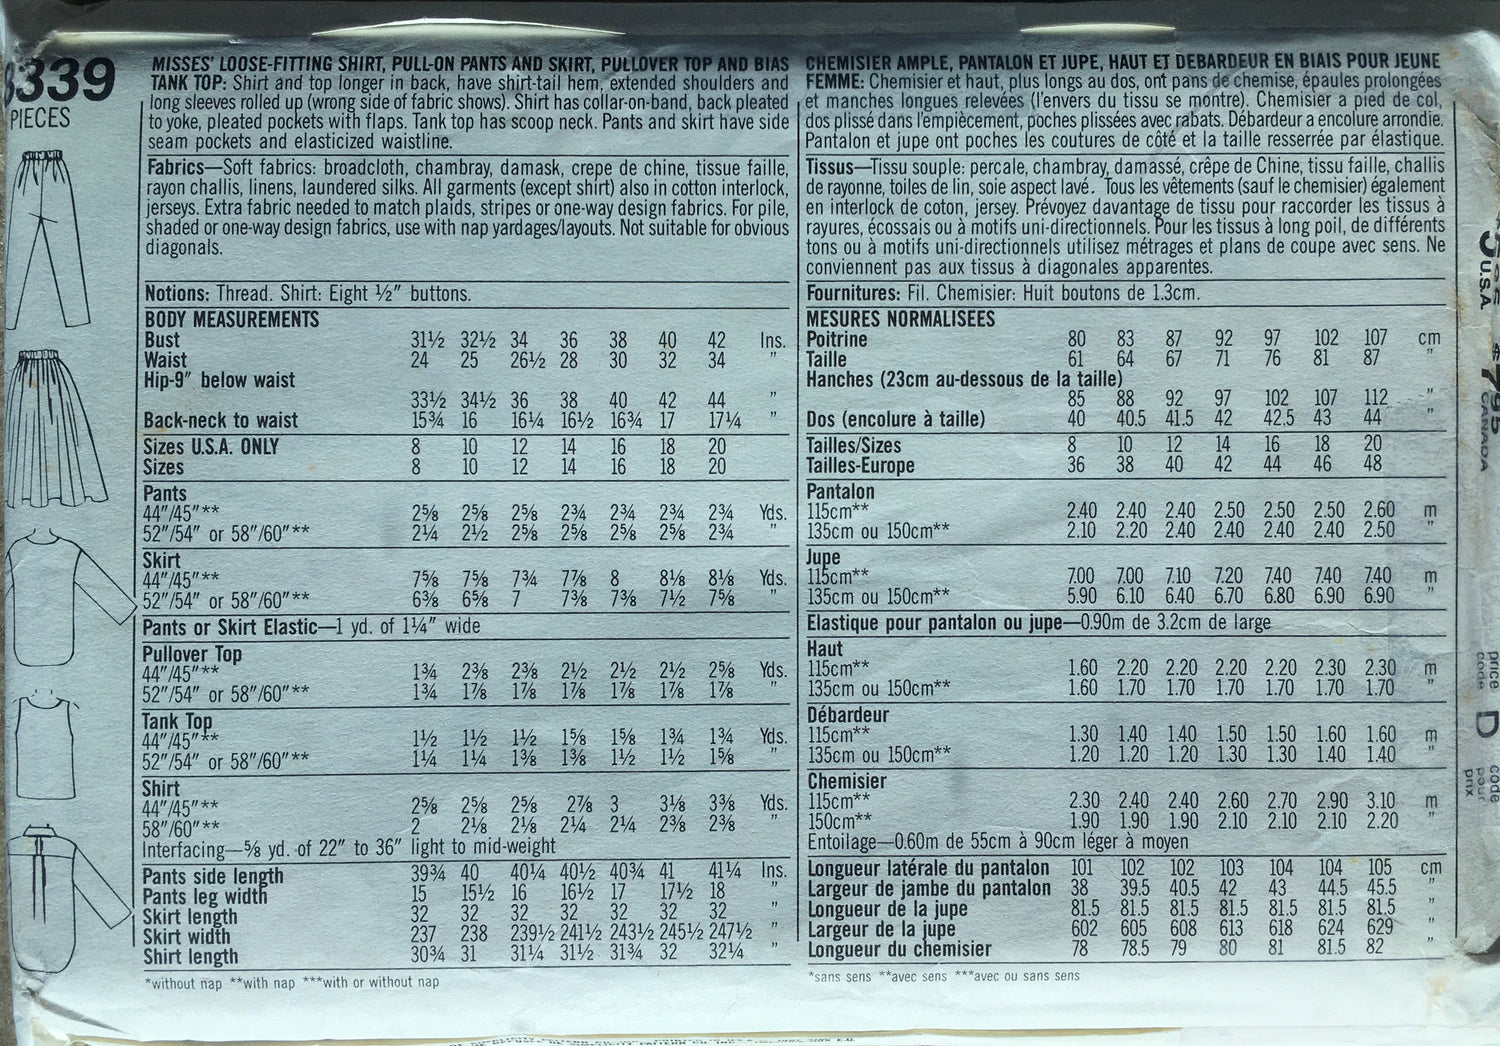 339
PIECES
MISSES' LOOSE-FITTING SHIRT, PULL-ON PANTS AND SKIRT, PULLOVER TOP AND BIAS
TANK TOP: Shirt and top longer in back, have shirt-tail hem, extended shoulders and
long sleeves rolled up (wrong side of fabric shows). Shirt has collar-on-band, back pleated
to yoke, pleated pockets with flaps. Tank top has scoop neck. Pants and skirt have side
seam pockets and elasticized waistline.
Fabrics—Soft fabrics: broadcloth, chambray, damask, crepe de chine, tissue faille,
rayon challis, linens, laundered silks. All garments (except shirt) also in cotton interlock,
jerseys. Extra fabric needed to match plaids, stripes or one-way design fabrics. For pile,
shaded or one-way design fabrics, use with nap yardages/layouts. Not suitable for obvious
diagonals.
Notions: Thread. Shirt: Eight ½" buttons.
BODY MEASUREMENTS
Bust 31½ 32½ 34 36 38 40 42 Ins.
Waist 24 25 26½ 28 30 32 34 "
Hip-9" below waist
33½ 34½ 36 38 40 42 44 "
Back-neck to waist 15¾ 16 16¼ 16½ 16¾ 17 17¼ "
Sizes U.S.A. ONLY 8 10 12 14 16 18 20
Sizes 8 10 12 14 16 18 20
Pants
44"/45"** 2⅝ 2⅝ 2⅝ 2¾ 2¾ 2¾ 2¾ Yds.
52"/54" or 58"/60"** 2¼ 2½ 2⅝ 2⅝ 2⅝ 2⅝ 2¾ "
Skirt
44"/45"** 7⅝ 7⅝ 7¾ 7⅞ 8 8⅛ 8⅛ Yds.
52"/54" or 58"/60"** 6⅜ 6⅝ 7 7⅜ 7⅜ 7½ 7⅝ "
Pants or Skirt Elastic—1 yd. of 1¼" wide
Pullover Top
44"/45"** 1¾ 2⅜ 2⅜ 2½ 2½ 2½ 2⅝ Yds.
52"/54" or 58"/60"** 1¾ 1⅞ 1⅞ 1⅞ 1⅞ 1⅞ 1⅞ "
Tank Top
44"/45"** 1½ 1½ 1½ 1⅝ 1⅝ 1¾ 1¾ Yds.
52"/54" or 58"/60"** 1¼ 1¼ 1⅜ 1⅜ 1½ 1½ 1⅝ "
Shirt
44"/45"** 2⅝ 2⅝ 2⅝ 2⅞ 3 3⅛ 3⅜ Yds.
58"/60"** 2 2⅛ 2⅛ 2¼ 2¼ 2⅜ 2⅜ "
Interfacing—⅝ yd. of 22" to 36" light to mid-weight
Pants side length 39¾ 40 40¼ 40½ 40¾ 41 41¼ Ins.
Pants leg width 15 15½ 16 16½ 17 17½ 18 "
Skirt length 32 32 32 32 32 32 32 "
Skirt width 237 238 239½ 241½ 243½ 245½ 247½ "
Shirt length 30¾ 31 31¼ 31½ 31¾ 32 32¼ "
*without nap **with nap ***with or without nap
CHEMISIER AMPLE, PANTALON ET JUPE, HAUT ET DEBARDEUR EN BIAIS POUR JEUNE
FEMME: Chemisier et haut, plus longs au dos, ont pans de chemise, épaules prolongées
et manches longues relevées (l'envers du tissu se montre). Chemisier a pied de col,
dos plissé dans l'empiècement, poches plissées avec rabats. Débardeur a encolure arrondie.
Pantalon et jupe ont poches les coutures de côté et la taille resserrée par élastique.
Tissus—Tissu souple: percale, chambray, damassé, crêpe de Chine, tissu faille, challis
de rayonne, toiles de lin, soie aspect lavé. Tous les vêtements (sauf le chemisier) également
en interlock de coton, jersey. Prévoyez davantage de tissu pour raccorder les tissus à
rayures, écossais ou à motifs uni-directionnels. Pour les tissus à long poil, de différents
tons ou à motifs uni-directionnels utilisez métrages et plans de coupe avec sens. Ne
conviennent pas aux tissus à diagonales apparentes.
Fournitures: Fil. Chemisier: Huit boutons de 1.3cm.
MESURES NORMALISEES
Poitrine 80 83 87 92 97 102 107 cm
Taille 61 64 67 71 76 81 87 "
Hanches (23cm au-dessous de la taille)
85 88 92 97 102 107 112 "
Dos (encolure à taille) 40 40.5 41.5 42 42.5 43 44 "
Tailles/Sizes 8 10 12 14 16 18 20
Tailles-Europe 36 38 40 42 44 46 48
Pantalon
115cm** 2.40 2.40 2.40 2.50 2.50 2.50 2.60 m
135cm ou 150cm** 2.10 2.20 2.40 2.40 2.40 2.40 2.50 "
Jupe
115cm** 7.00 7.00 7.10 7.20 7.40 7.40 7.40 m
135cm ou 150cm** 5.90 6.10 6.40 6.70 6.80 6.90 6.90 "
Elastique pour pantalon ou jupe—0.90m de 3.2cm de large
Haut
115cm** 1.60 2.20 2.20 2.20 2.20 2.30 2.30 m
135cm ou 150cm** 1.60 1.70 1.70 1.70 1.70 1.70 1.70 "
Débardeur
115cm** 1.30 1.40 1.40 1.50 1.50 1.60 1.60 m
135cm ou 150cm** 1.20 1.20 1.20 1.30 1.30 1.40 1.40 "
Chemisier
115cm** 2.30 2.40 2.40 2.60 2.70 2.90 3.10 m
150cm** 1.90 1.90 1.90 2.10 2.10 2.10 2.20 "
Entoilage—0.60m de 55cm à 90cm léger à moyen
Longueur latérale du pantalon 101 102 102 103 104 104 105 cm
Largeur de jambe du pantalon 38 39.5 40.5 42 43 44.5 45.5 "
Longueur de la jupe 81.5 81.5 81.5 81.5 81.5 81.5 81.5 "
Largeur de la jupe 602 605 608 613 618 624 629 "
Longueur du chemisier 78 78.5 79 80 81 81.5 82 "
*sans sens **avec sens ***avec ou sans sens
U.S.A
$795
CANADA
price
code
D
code
pour
prix